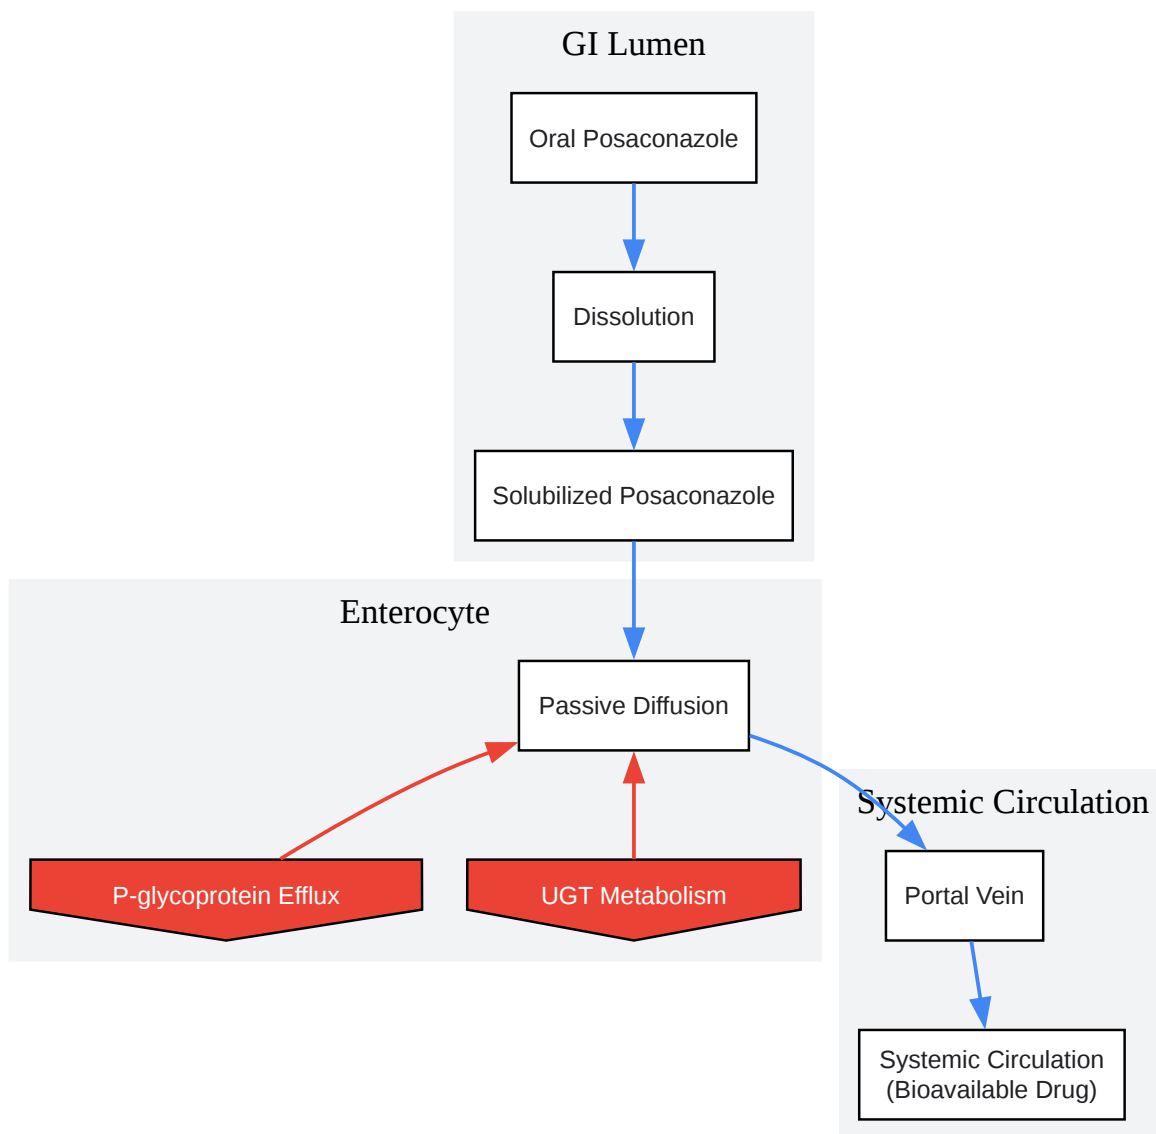 GI Lumen
Oral Posaconazole
Dissolution
Solubilized Posaconazole
Enterocyte
Passive Diffusion
P-glycoprotein Efflux
UGT Metabolism
Systemic Circulation
Portal Vein
Systemic Circulation
(Bioavailable Drug)